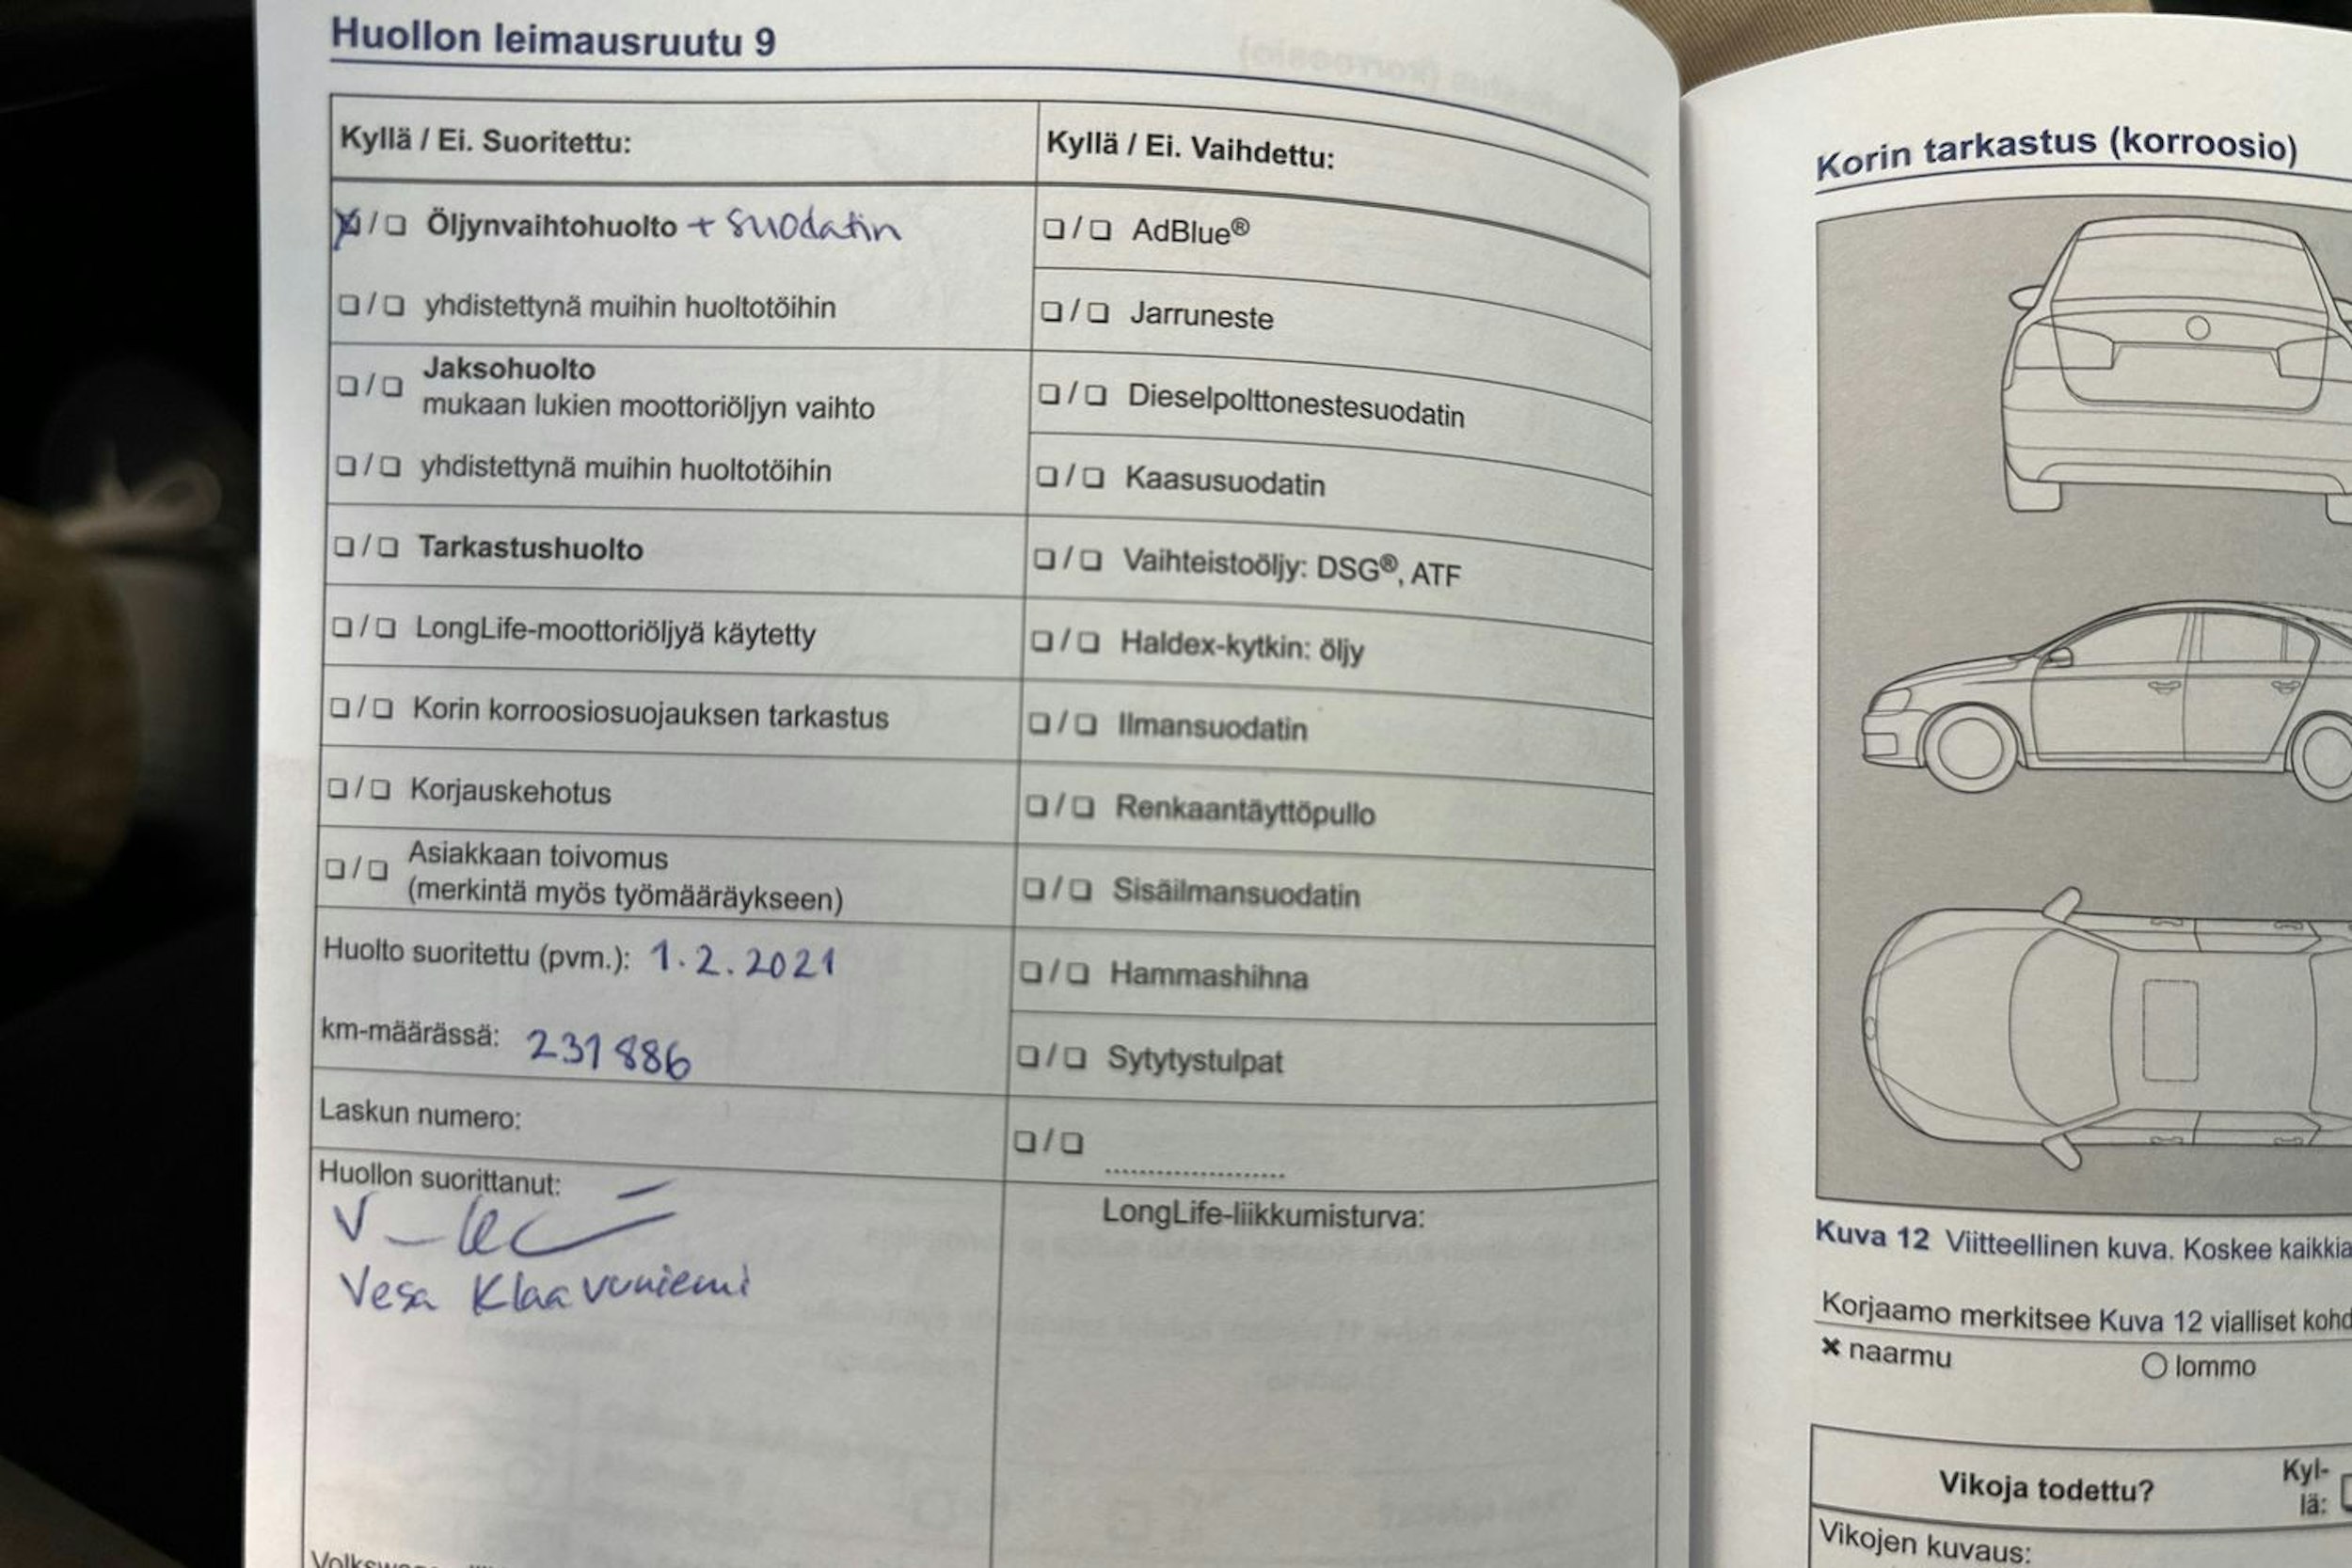 Huollon leimausruutu 9
Kyllä / Ei. Suoritettu:
☒ / ☐ Öljynvaihtohuolto + suodatin
☐ / ☐ yhdistettynä muihin huoltotöihin
☐ / ☐ Jaksohuolto
mukaan lukien moottoriöljyn vaihto
☐ / ☐ yhdistettynä muihin huoltotöihin
☐ / ☐ Tarkastushuolto
☐ / ☐ LongLife-moottoriöljyä käytetty
☐ / ☐ Korin korroosiosuojauksen tarkastus
☐ / ☐ Korjauskehotus
☐ / ☐ Asiakkaan toivomus
(merkintä myös työmääräykseen)
Huolto suoritettu (pvm.): 1.2.2021
km-määrässä: 231886
Laskun numero:
Huollon suorittanut:
Vesa Klaavuniemi
Kyllä / Ei. Vaihdettu:
☐ / ☐ AdBlue®
☐ / ☐ Jarruneste
☐ / ☐ Dieselpolttonestesuodatin
☐ / ☐ Kaasusuodatin
☐ / ☐ Vaihteistoöljy: DSG®, ATF
☐ / ☐ Haldex-kytkin: öljy
☐ / ☐ Ilmansuodatin
☐ / ☐ Renkaantäyttöpullo
☐ / ☐ Sisäilmansuodatin
☐ / ☐ Hammashihna
☐ / ☐ Sytytystulpat
☐ / ☐ ....................
LongLife-liikkumisturva:
Korin tarkastus (korroosio)
Kuva 12 Viitteellinen kuva. Koskee kaikkia
Korjaamo merkitsee Kuva 12 vialliset kohd
✖ naarmu ○ lommo
Vikoja todettu? Kyl-
lä:
Vikojen kuvaus: